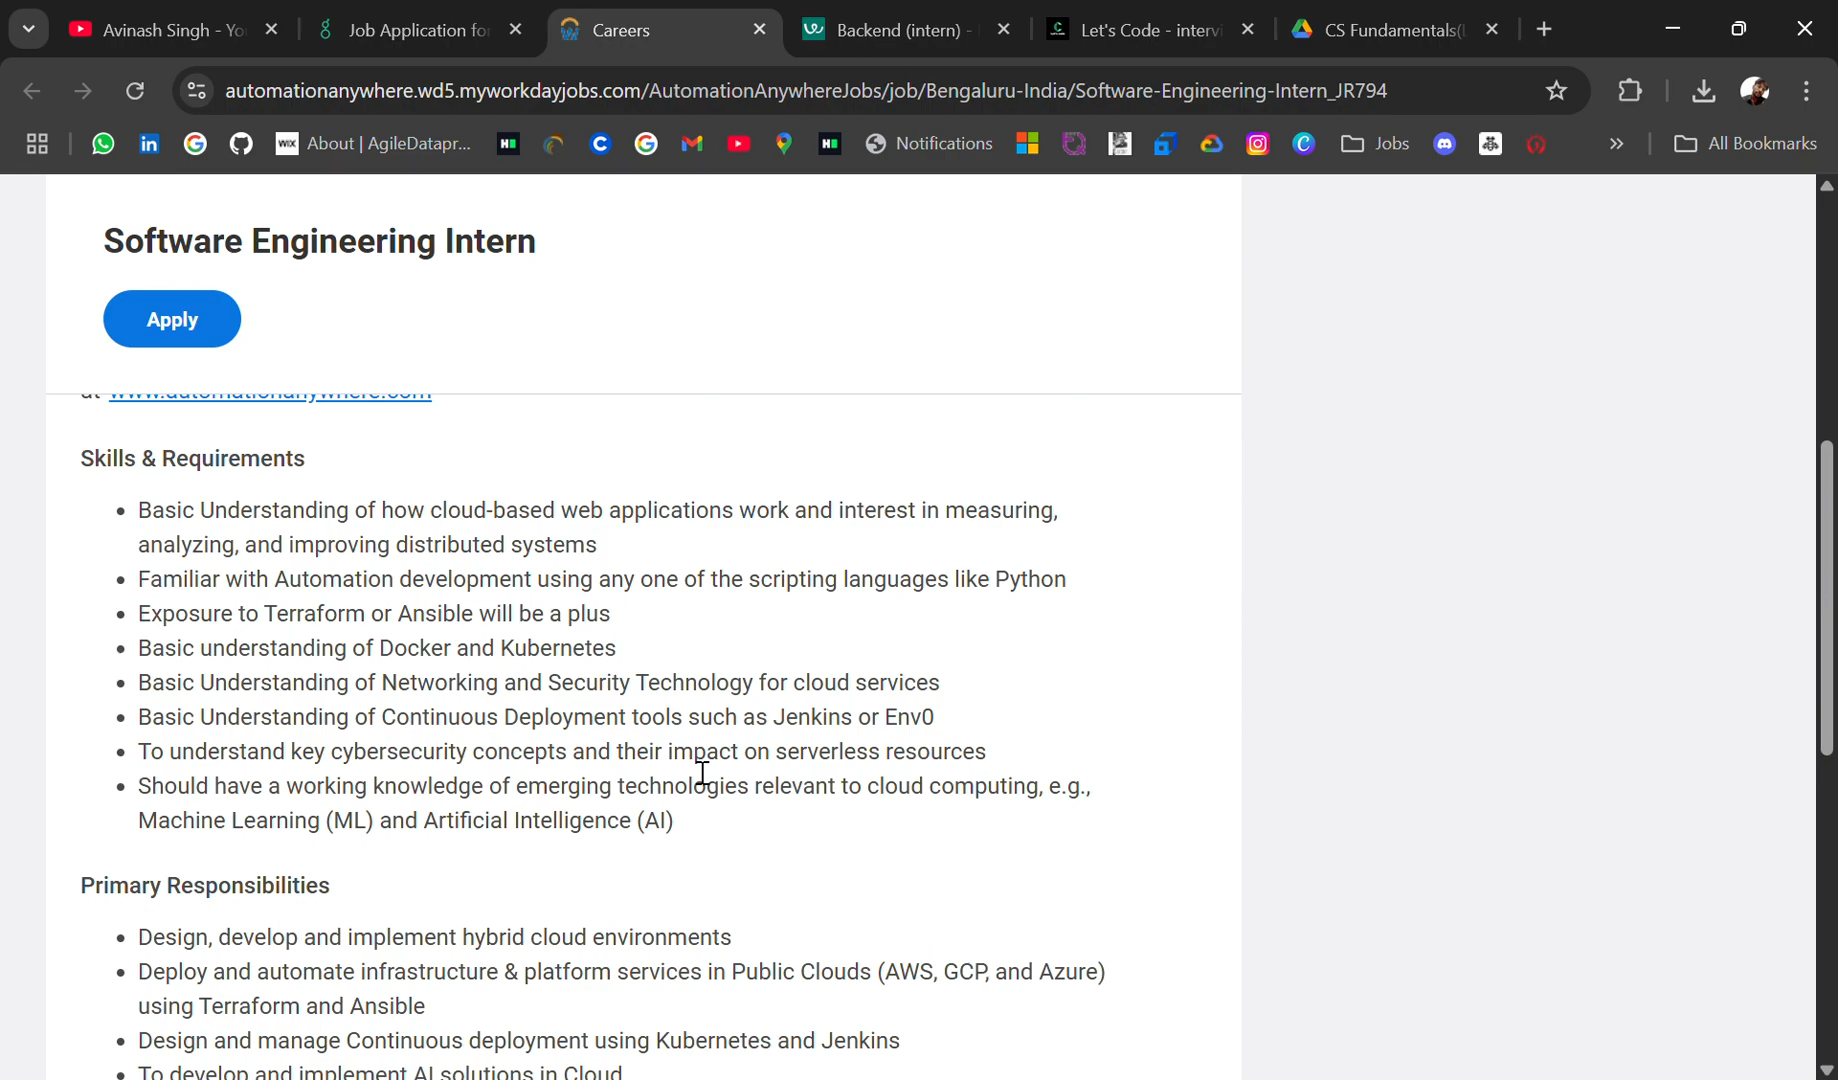 Avinash Singh - Yo
Job Application fo
Careers
Backend (intern) -
Let's Code - intervi
CS Fundamentals(L
automationanywhere.wd5.myworkdayjobs.com/AutomationAnywhereJobs/job/Bengaluru-India/Software-Engineering-Intern_JR794
WIX
About | AgileDatapr...
Notifications
Jobs
»
All Bookmarks
Software Engineering Intern
Apply
at www.automationanywhere.com
Skills & Requirements
• Basic Understanding of how cloud-based web applications work and interest in measuring,
analyzing, and improving distributed systems
• Familiar with Automation development using any one of the scripting languages like Python
• Exposure to Terraform or Ansible will be a plus
• Basic understanding of Docker and Kubernetes
• Basic Understanding of Networking and Security Technology for cloud services
• Basic Understanding of Continuous Deployment tools such as Jenkins or Env0
• To understand key cybersecurity concepts and their impact on serverless resources
• Should have a working knowledge of emerging technologies relevant to cloud computing, e.g.,
Machine Learning (ML) and Artificial Intelligence (AI)
Primary Responsibilities
• Design, develop and implement hybrid cloud environments
• Deploy and automate infrastructure & platform services in Public Clouds (AWS, GCP, and Azure)
using Terraform and Ansible
• Design and manage Continuous deployment using Kubernetes and Jenkins
• To develop and implement AI solutions in Cloud